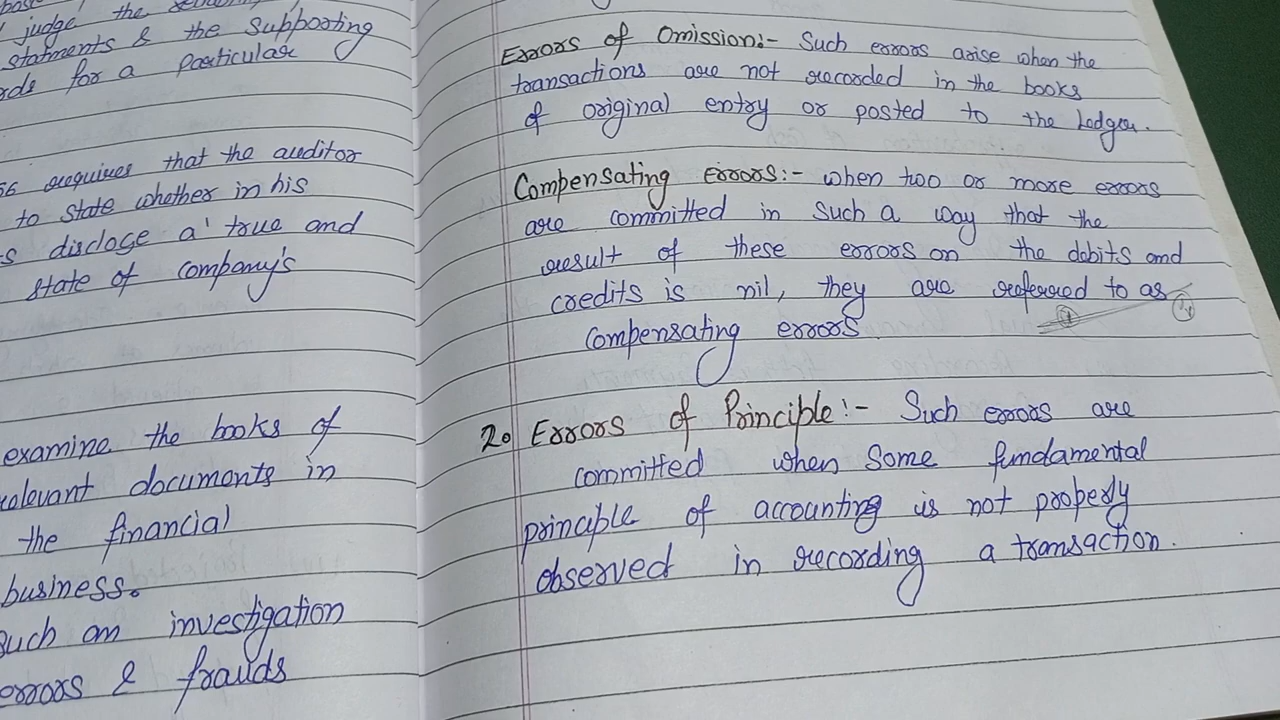 judge the
statments & the Supporting
for a Particular
56 requires that the auditor
to State whether in his
discloge a' true and
State of Company's
examine the books of
relevant documents in
the financial
business.
Such an investigation
errors & frauds
Errors of Omission:- Such errors arise when the
transactions are not recorded in the books
of original entry or posted to the Ledger.
Compensating Errors:- when two or more errors
are committed in Such a way that the
result of these errors on the debits and
credits is nil, they are referred to as
Compensating errors
2. Errors of Principle:- Such errors are
committed when Some fundamental
principle of accounting is not properly
observed in recording a transaction.